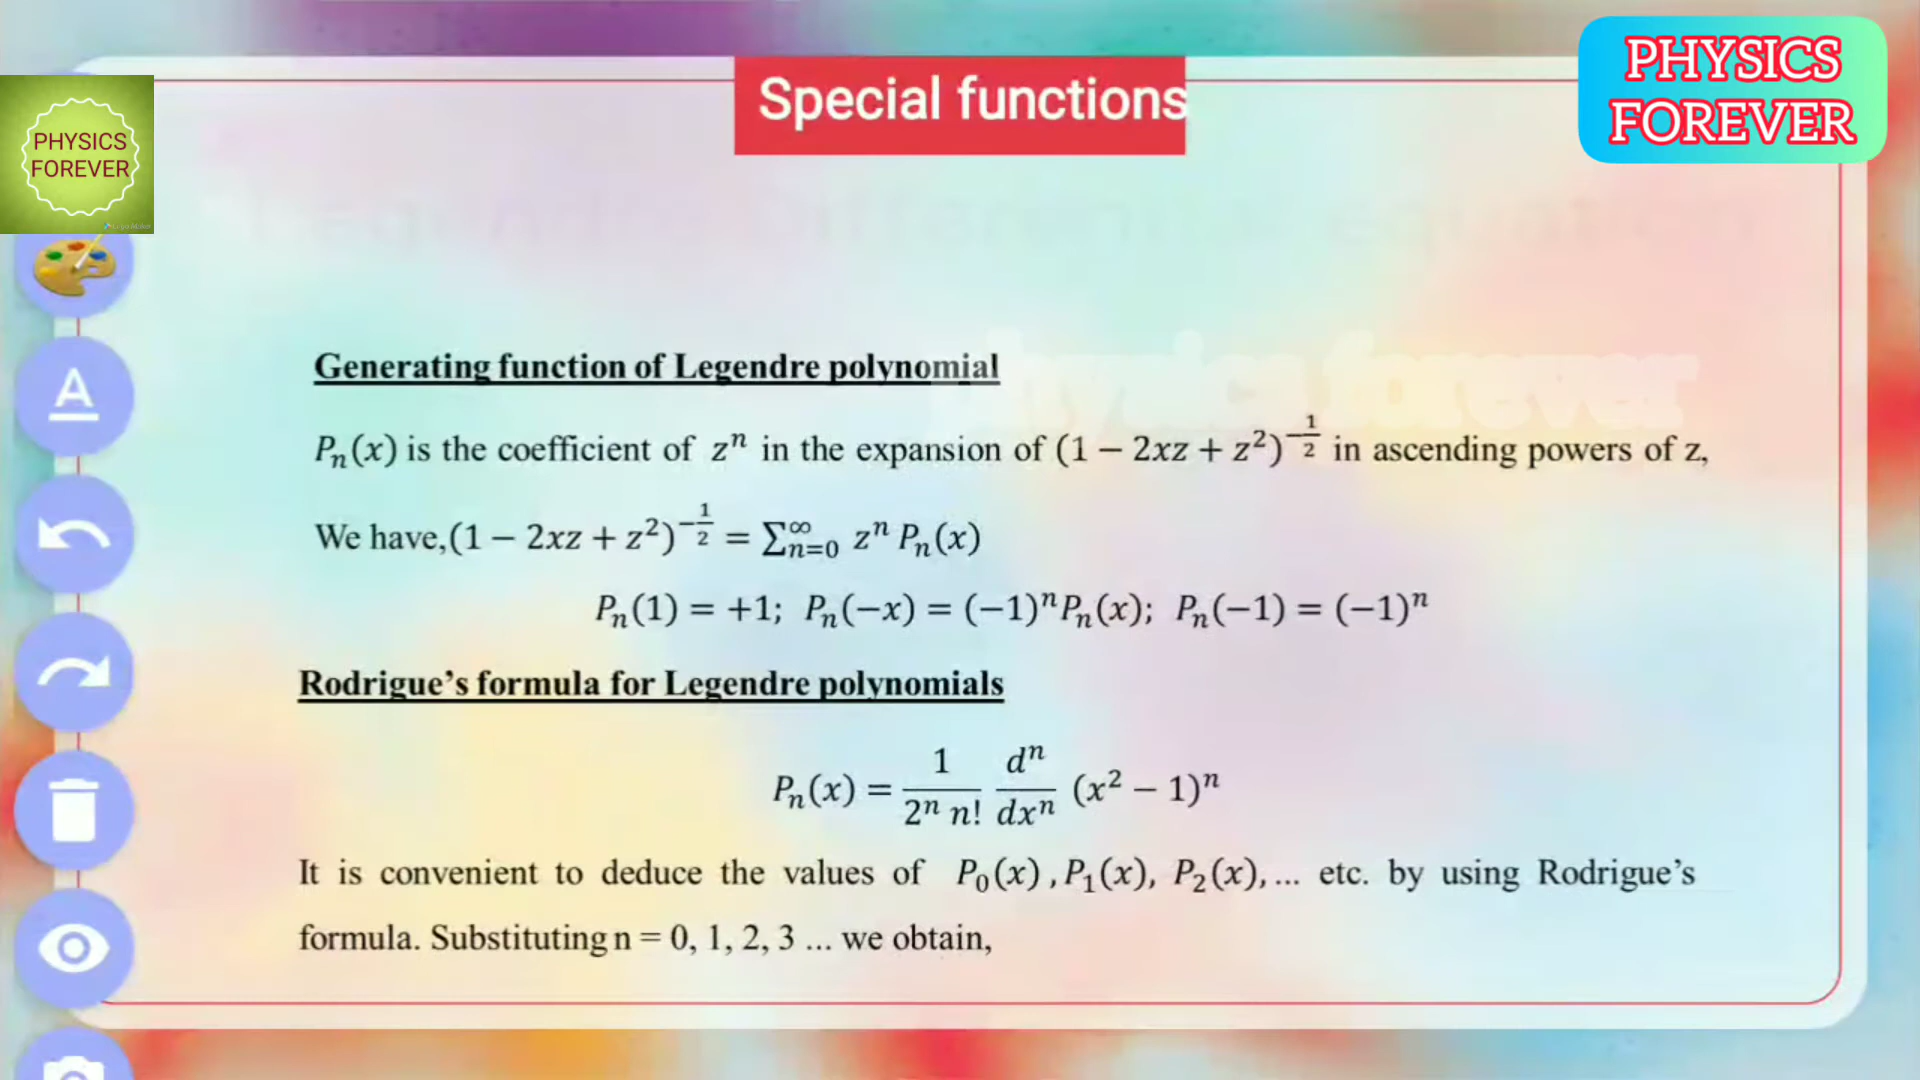 Special functions
PHYSICS
FOREVER
PHYSICS
FOREVER
Generating function of Legendre polynomial
Pₙ(x) is the coefficient of zⁿ in the expansion of (1 − 2xz + z²)^(−1/2) in ascending powers of z,
We have,(1 − 2xz + z²)^(−1/2) = ∑_{n=0}^{∞} zⁿ Pₙ(x)
Pₙ(1) = +1; Pₙ(−x) = (−1)ⁿPₙ(x); Pₙ(−1) = (−1)ⁿ
Rodrigue’s formula for Legendre polynomials
Pₙ(x) = 1/(2ⁿ n!) dⁿ/dxⁿ (x² − 1)ⁿ
It is convenient to deduce the values of P₀(x) , P₁(x), P₂(x), ... etc. by using Rodrigue’s
formula. Substituting n = 0, 1, 2, 3 ... we obtain,
physics forever
A